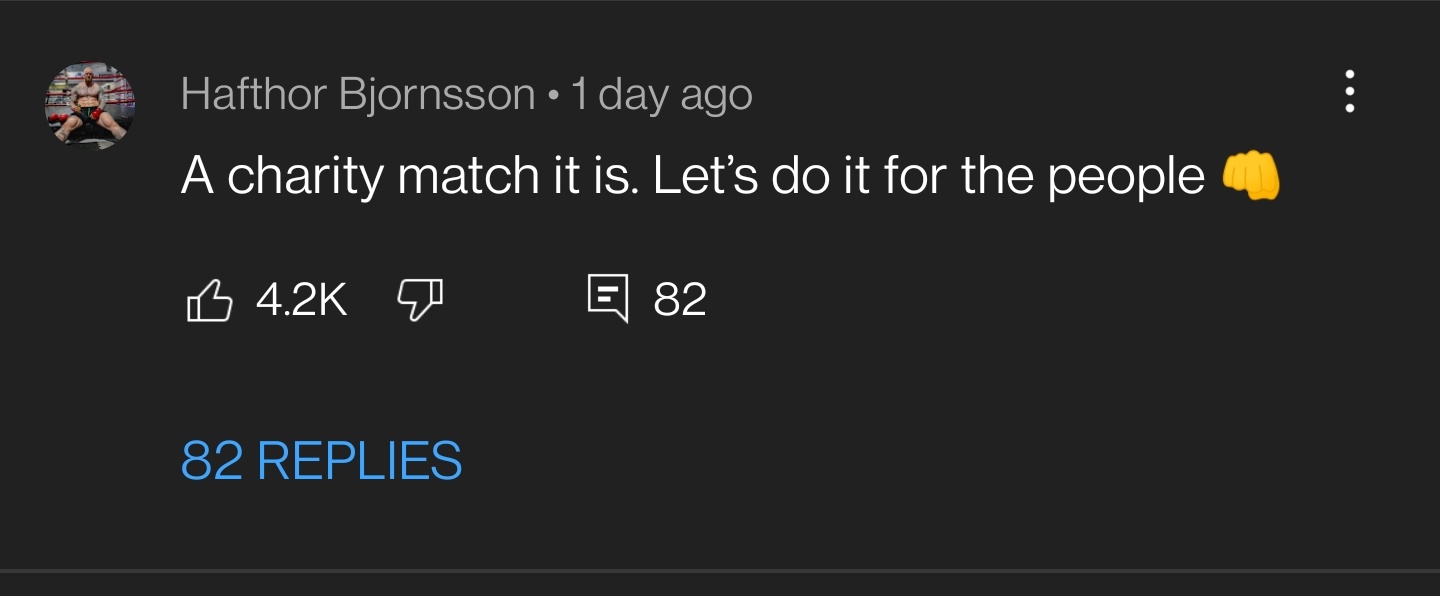 Hafthor Bjornsson • 1 day ago
A charity match it is. Let’s do it for the people 👊
4.2K 82
82 REPLIES